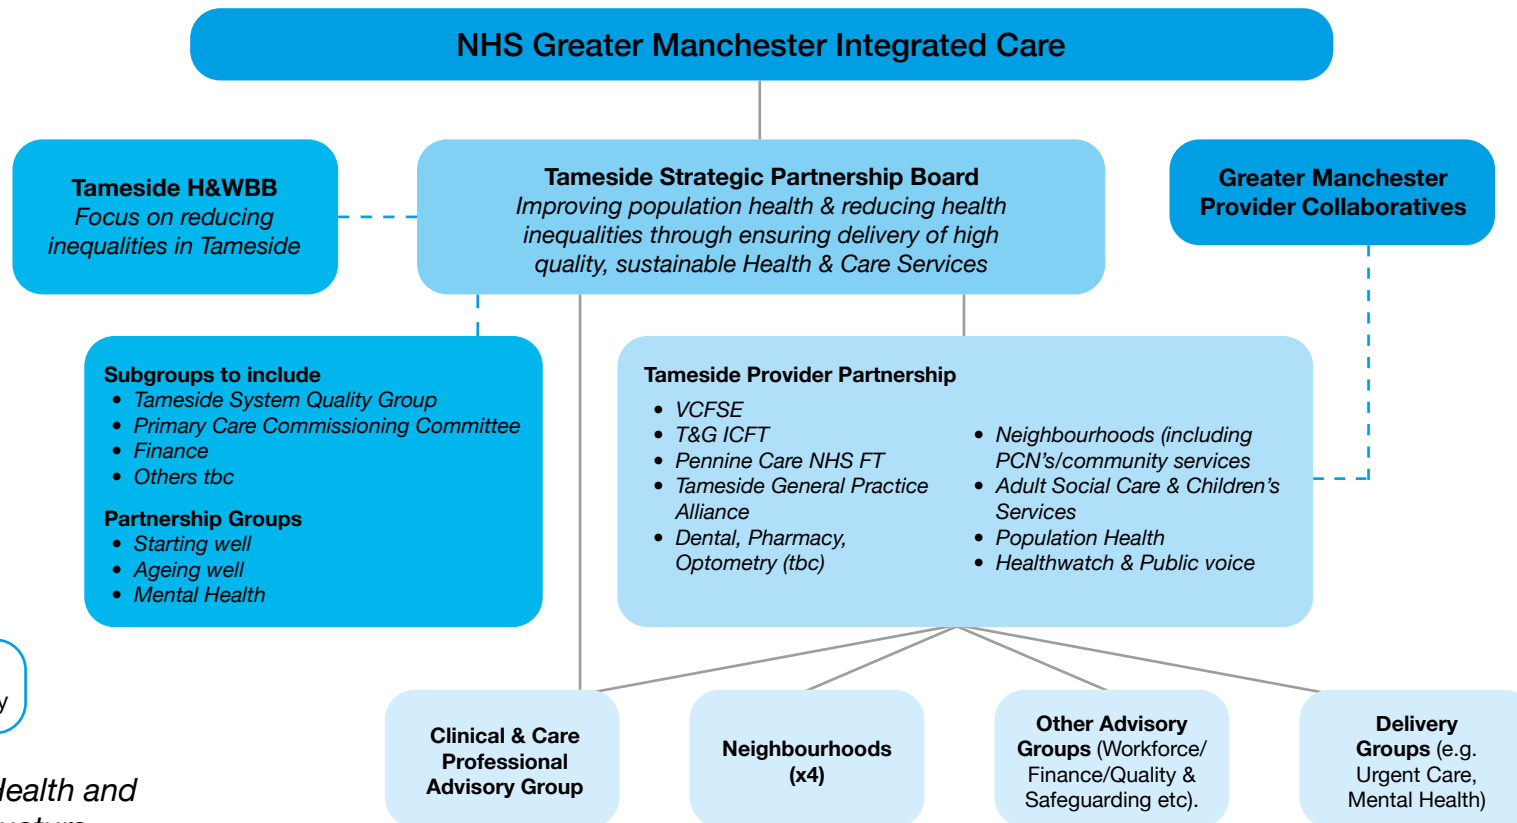 NHS Greater Manchester Integrated Care
Tameside H&WBB
Focus on reducing
inequalities in Tameside
Tameside Strategic Partnership Board
Improving population health & reducing health
inequalities through ensuring delivery of high
quality, sustainable Health & Care Services
Greater Manchester
Provider Collaboratives
Subgroups to include
• Tameside System Quality Group
• Primary Care Commissioning Committee
• Finance
• Others tbc
Partnership Groups
• Starting well
• Ageing well
• Mental Health
Tameside Provider Partnership
• VCFSE
• T&G ICFT
• Pennine Care NHS FT
• Tameside General Practice
Alliance
• Dental, Pharmacy,
Optometry (tbc)
• Neighbourhoods (including
PCN's/community services
• Adult Social Care & Children's
Services
• Population Health
• Healthwatch & Public voice
Clinical & Care
Professional
Advisory Group
Neighbourhoods
(x4)
Other Advisory
Groups (Workforce/
Finance/Quality &
Safeguarding etc).
Delivery
Groups (e.g.
Urgent Care,
Mental Health)
y
Health and